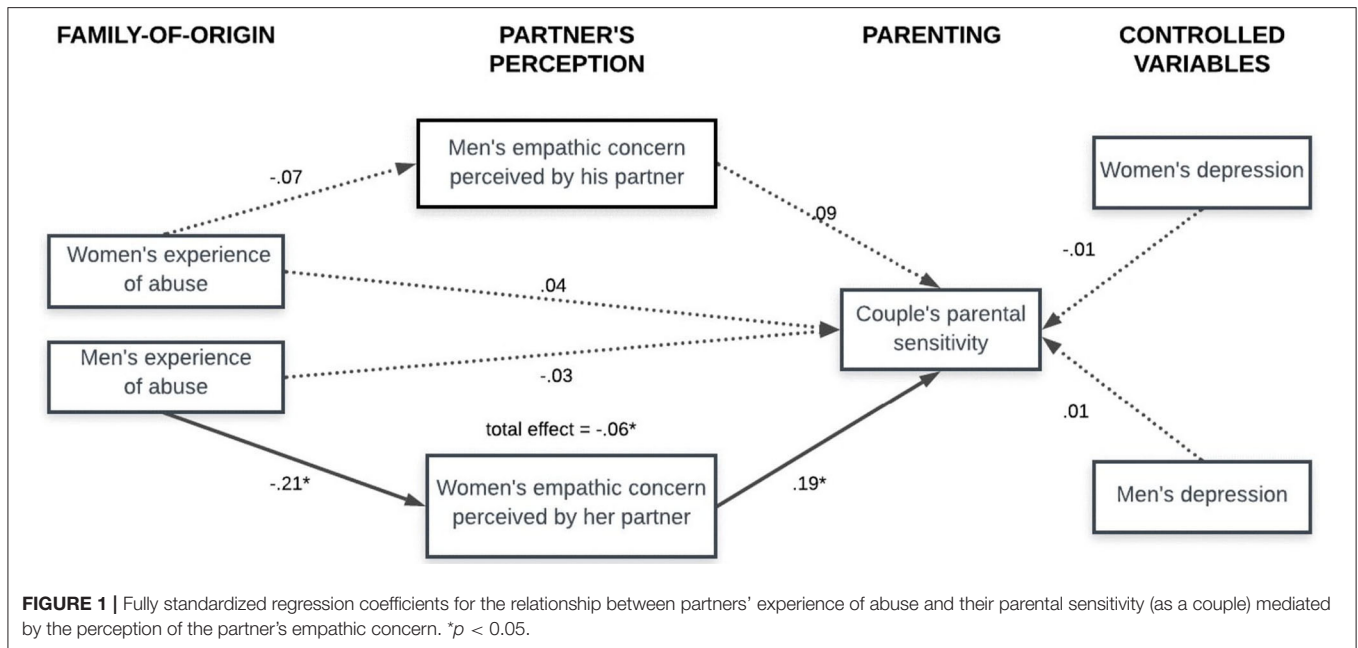 FAMILY-OF-ORIGIN
PARTNER'S
PERCEPTION
PARENTING
CONTROLLED
VARIABLES
Men's empathic concern
perceived by his partner
Women's depression
-.07
.09
Women's experience
of abuse
-.01
.04
Couple's parental
sensitivity
Men's experience
of abuse
-.03
.01
total effect = -.06*
-.21*
Women's empathic concern
perceived by her partner
.19*
Men's depression
FIGURE 1 | Fully standardized regression coefficients for the relationship between partners' experience of abuse and their parental sensitivity (as a couple) mediated
by the perception of the partner's empathic concern. *p < 0.05.